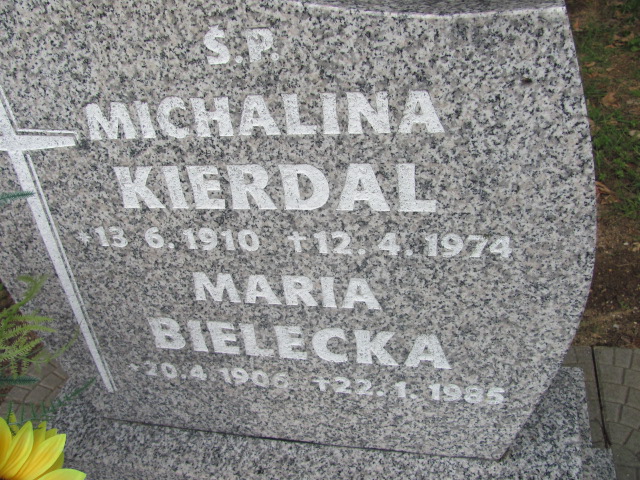 Ś.P.
MICHALINA
KIERDAL
*13.6.1910 †12.4.1974
MARIA
BIELECKA
*20.4.1906 †22.1.1985